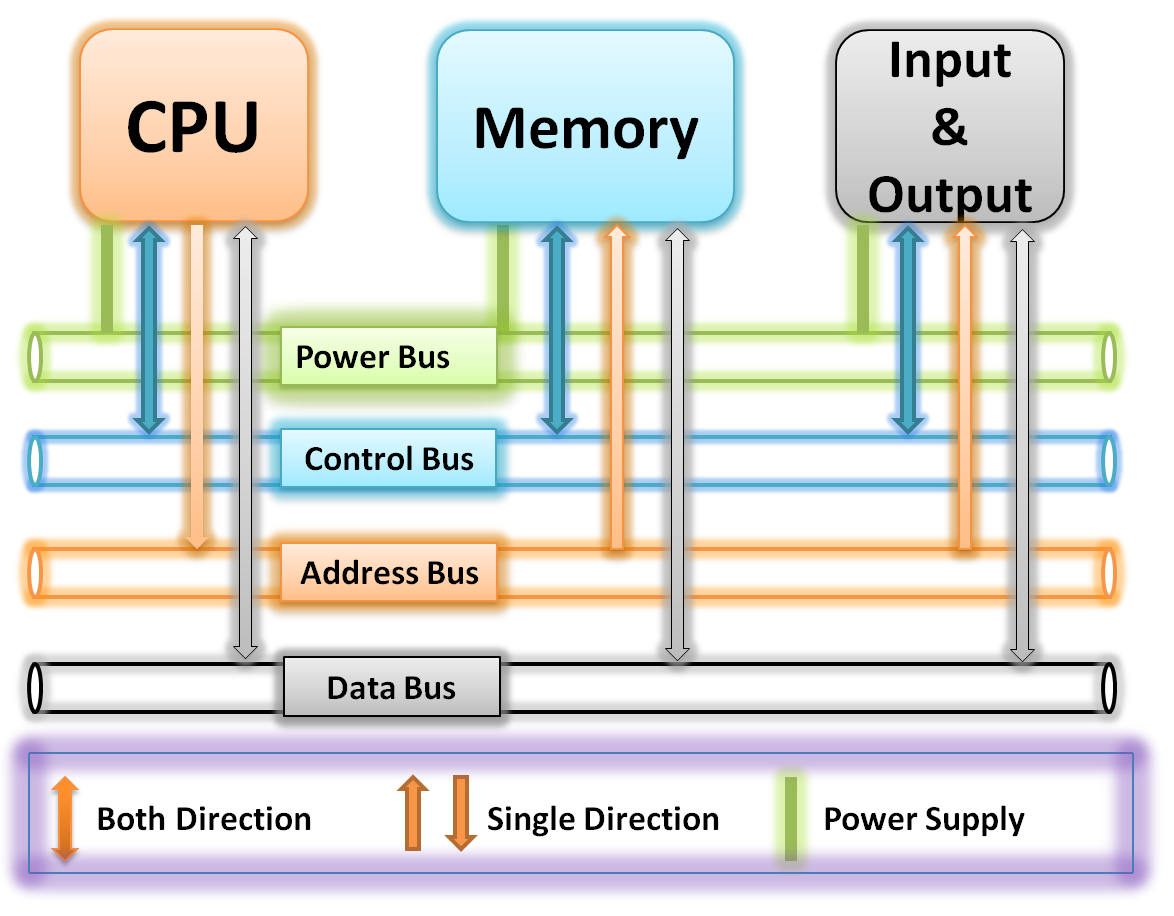 CPU
Memory
Input
&
Output
Power Bus
Control Bus
Address Bus
Data Bus
Both Direction
Single Direction
Power Supply